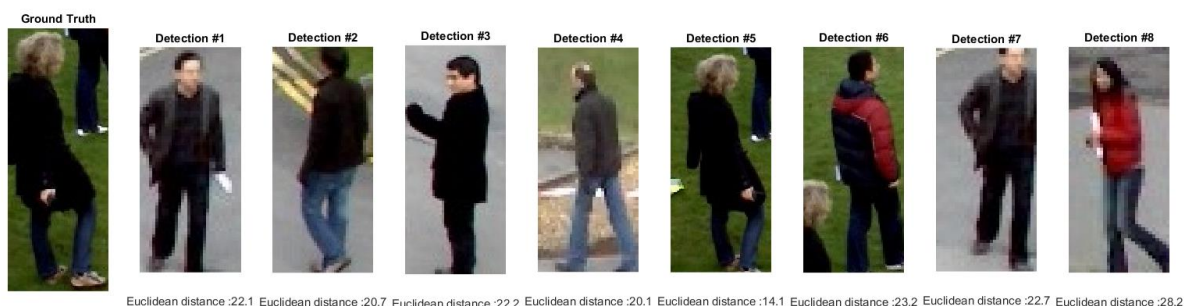 Ground Truth
Detection #1 Detection #2 Detection #3 Detection #4 Detection #5 Detection #6 Detection #7 Detection #8
Euclidean distance :22.1 Euclidean distance :20.7 Euclidean distance :22.2 Euclidean distance :20.1 Euclidean distance :14.1 Euclidean distance :23.2 Euclidean distance :22.7 Euclidean distance :28.2